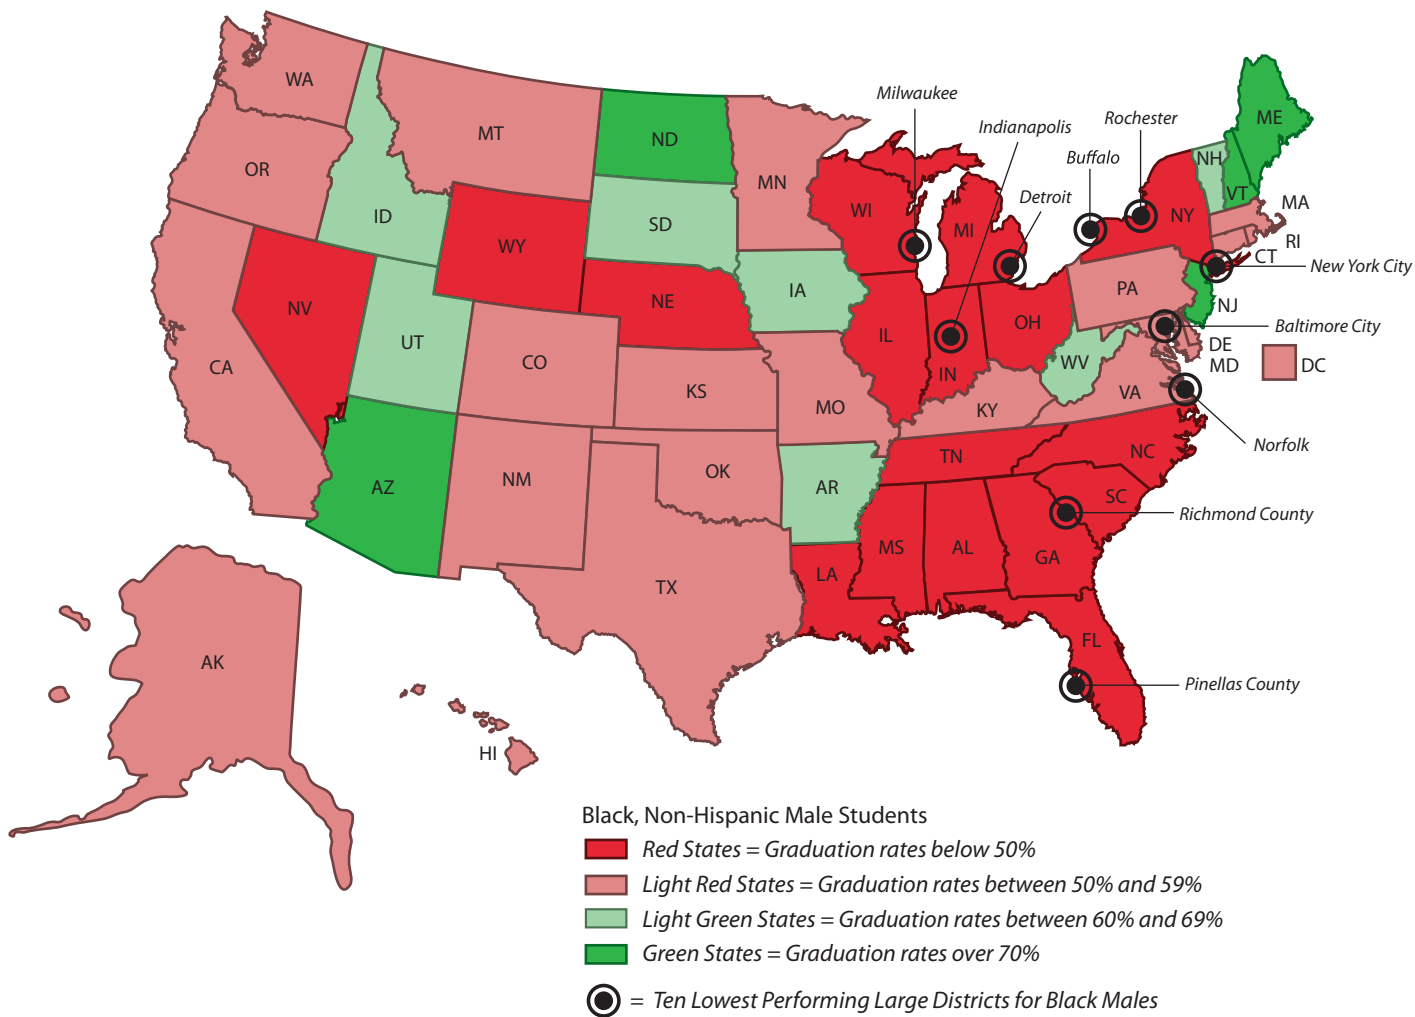 WA
OR
CA
NV
ID
MT
WY
UT
AZ
CO
NM
ND
SD
NE
KS
OK
TX
MN
IA
MO
AR
LA
WI
IL
MI
IN
OH
KY
TN
MS
AL
GA
FL
SC
NC
VA
WV
PA
NY
NH
VT
ME
MA
RI
CT
NJ
DE
MD
DC
AK
HI
Milwaukee
Indianapolis
Detroit
Buffalo
Rochester
New York City
Baltimore City
Norfolk
Richmond County
Pinellas County
Black, Non-Hispanic Male Students
Red States = Graduation rates below 50%
Light Red States = Graduation rates between 50% and 59%
Light Green States = Graduation rates between 60% and 69%
Green States = Graduation rates over 70%
= Ten Lowest Performing Large Districts for Black Males